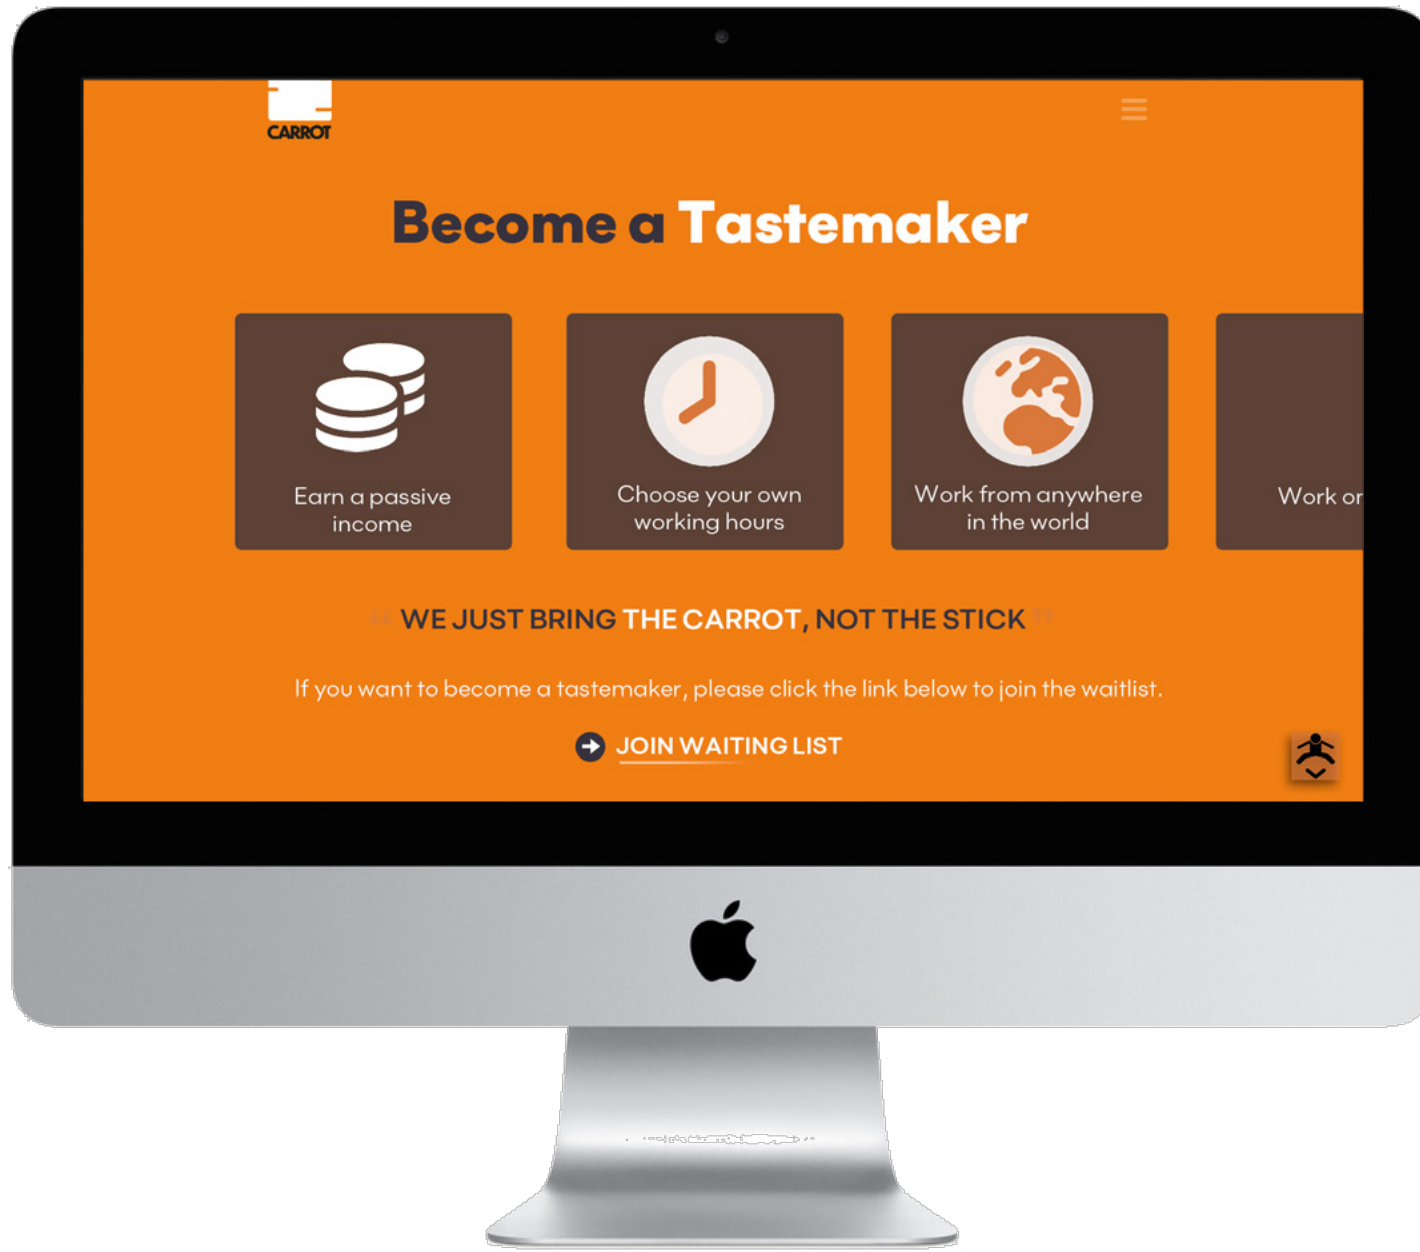 CARROT
Become a Tastemaker
Earn a passive
income
Choose your own
working hours
Work from anywhere
in the world
Work or
“ WE JUST BRING THE CARROT, NOT THE STICK ”
If you want to become a tastemaker, please click the link below to join the waitlist.
JOIN WAITING LIST